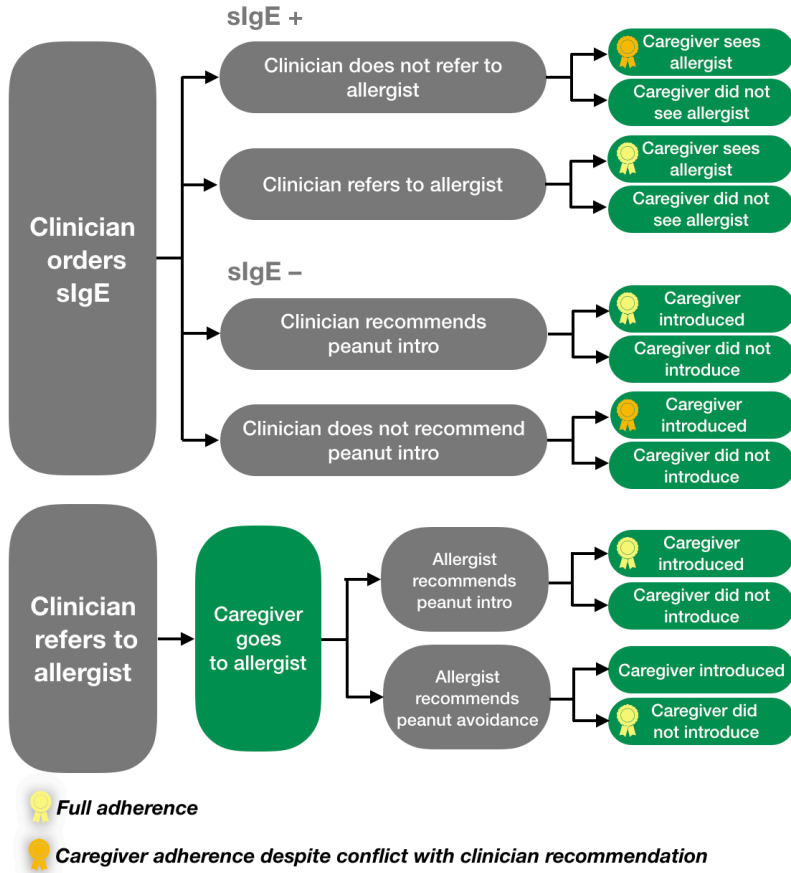 sIgE +
Clinician does not refer to
allergist
Caregiver sees
allergist
Caregiver did not
see allergist
Clinician refers to allergist
Caregiver sees
allergist
Caregiver did not
see allergist
Clinician
orders
sIgE
sIgE –
Clinician recommends
peanut intro
Caregiver
introduced
Caregiver did not
introduce
Clinician does not recommend
peanut intro
Caregiver
introduced
Caregiver did not
introduce
Clinician
refers to
allergist
Caregiver
goes
to allergist
Allergist
recommends
peanut intro
Caregiver
introduced
Caregiver did not
introduce
Allergist
recommends
peanut avoidance
Caregiver introduced
Caregiver did
not introduce
Full adherence
Caregiver adherence despite conflict with clinician recommendation